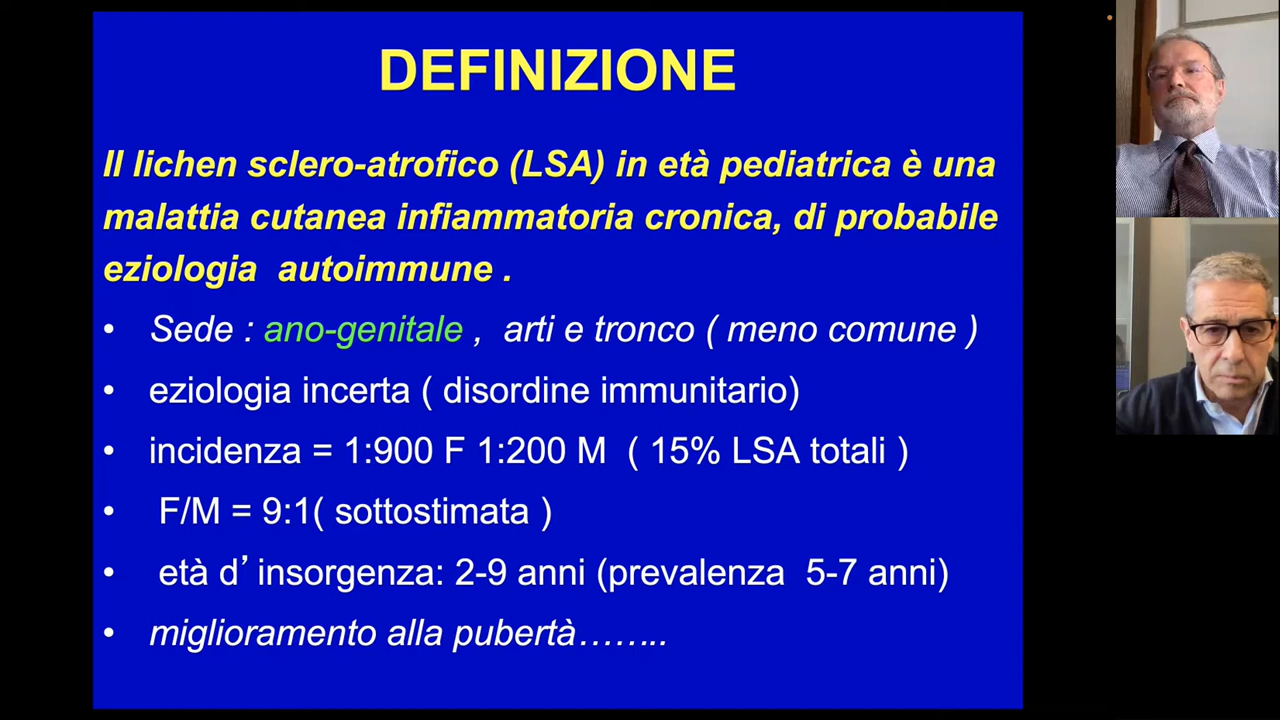 DEFINIZIONE
Il lichen sclero-atrofico (LSA) in età pediatrica è una
malattia cutanea infiammatoria cronica, di probabile
eziologia autoimmune .
• Sede : ano-genitale , arti e tronco ( meno comune )
• eziologia incerta ( disordine immunitario)
• incidenza = 1:900 F 1:200 M ( 15% LSA totali )
• F/M = 9:1( sottostimata )
• età d’insorgenza: 2-9 anni (prevalenza 5-7 anni)
• miglioramento alla pubertà……..